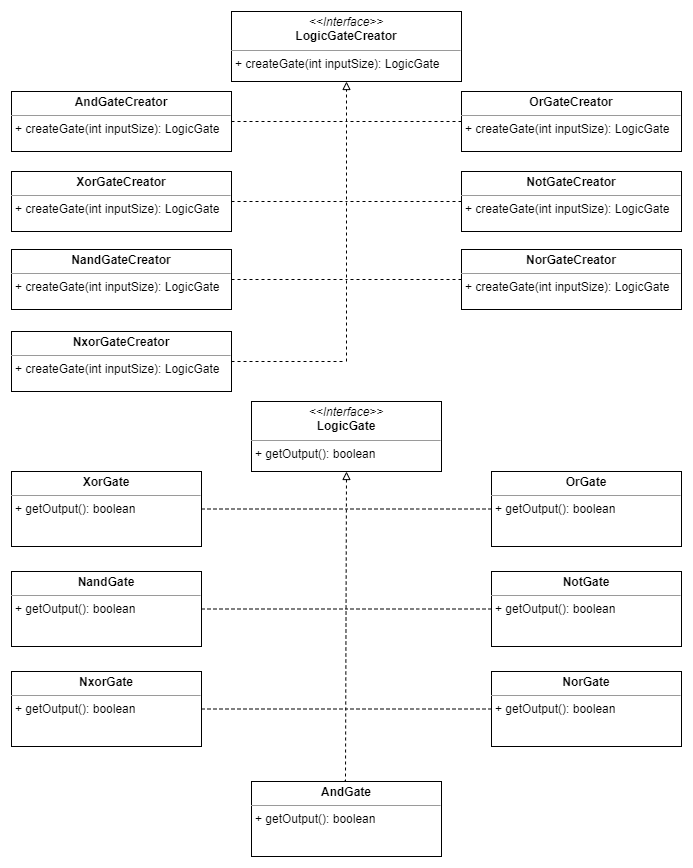 <<Interface>>
LogicGateCreator
+ createGate(int inputSize): LogicGate
AndGateCreator
+ createGate(int inputSize): LogicGate
OrGateCreator
+ createGate(int inputSize): LogicGate
XorGateCreator
+ createGate(int inputSize): LogicGate
NotGateCreator
+ createGate(int inputSize): LogicGate
NandGateCreator
+ createGate(int inputSize): LogicGate
NorGateCreator
+ createGate(int inputSize): LogicGate
NxorGateCreator
+ createGate(int inputSize): LogicGate
<<Interface>>
LogicGate
+ getOutput(): boolean
XorGate
+ getOutput(): boolean
OrGate
+ getOutput(): boolean
NandGate
+ getOutput(): boolean
NotGate
+ getOutput(): boolean
NxorGate
+ getOutput(): boolean
NorGate
+ getOutput(): boolean
AndGate
+ getOutput(): boolean